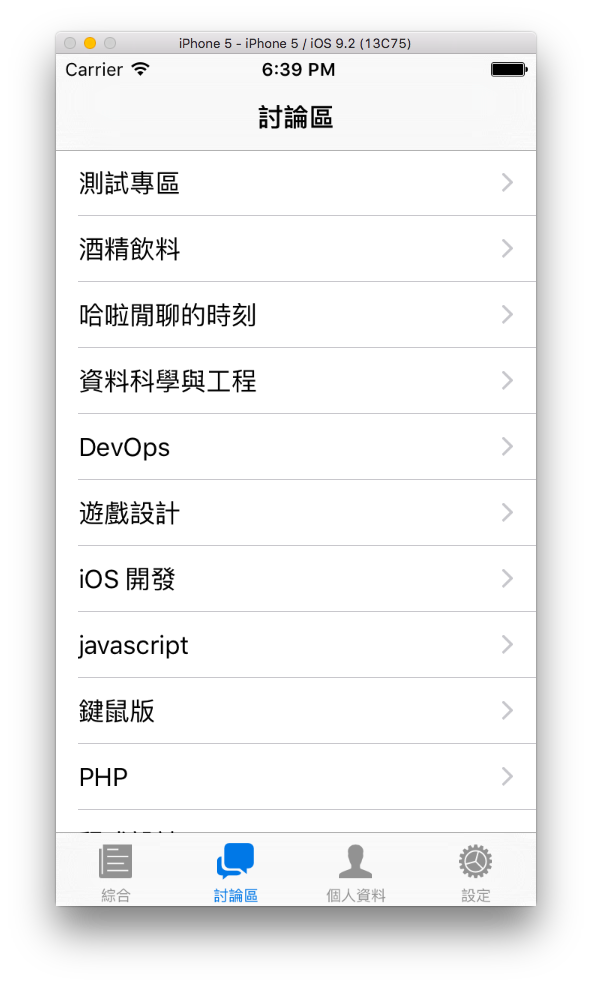 iPhone 5 - iPhone 5 / iOS 9.2 (13C75)
Carrier 6:39 PM
討論區
測試專區
酒精飲料
哈啦閒聊的時刻
資料科學與工程
DevOps
遊戲設計
iOS 開發
javascript
鍵鼠版
PHP
綜合 討論區 個人資料 設定